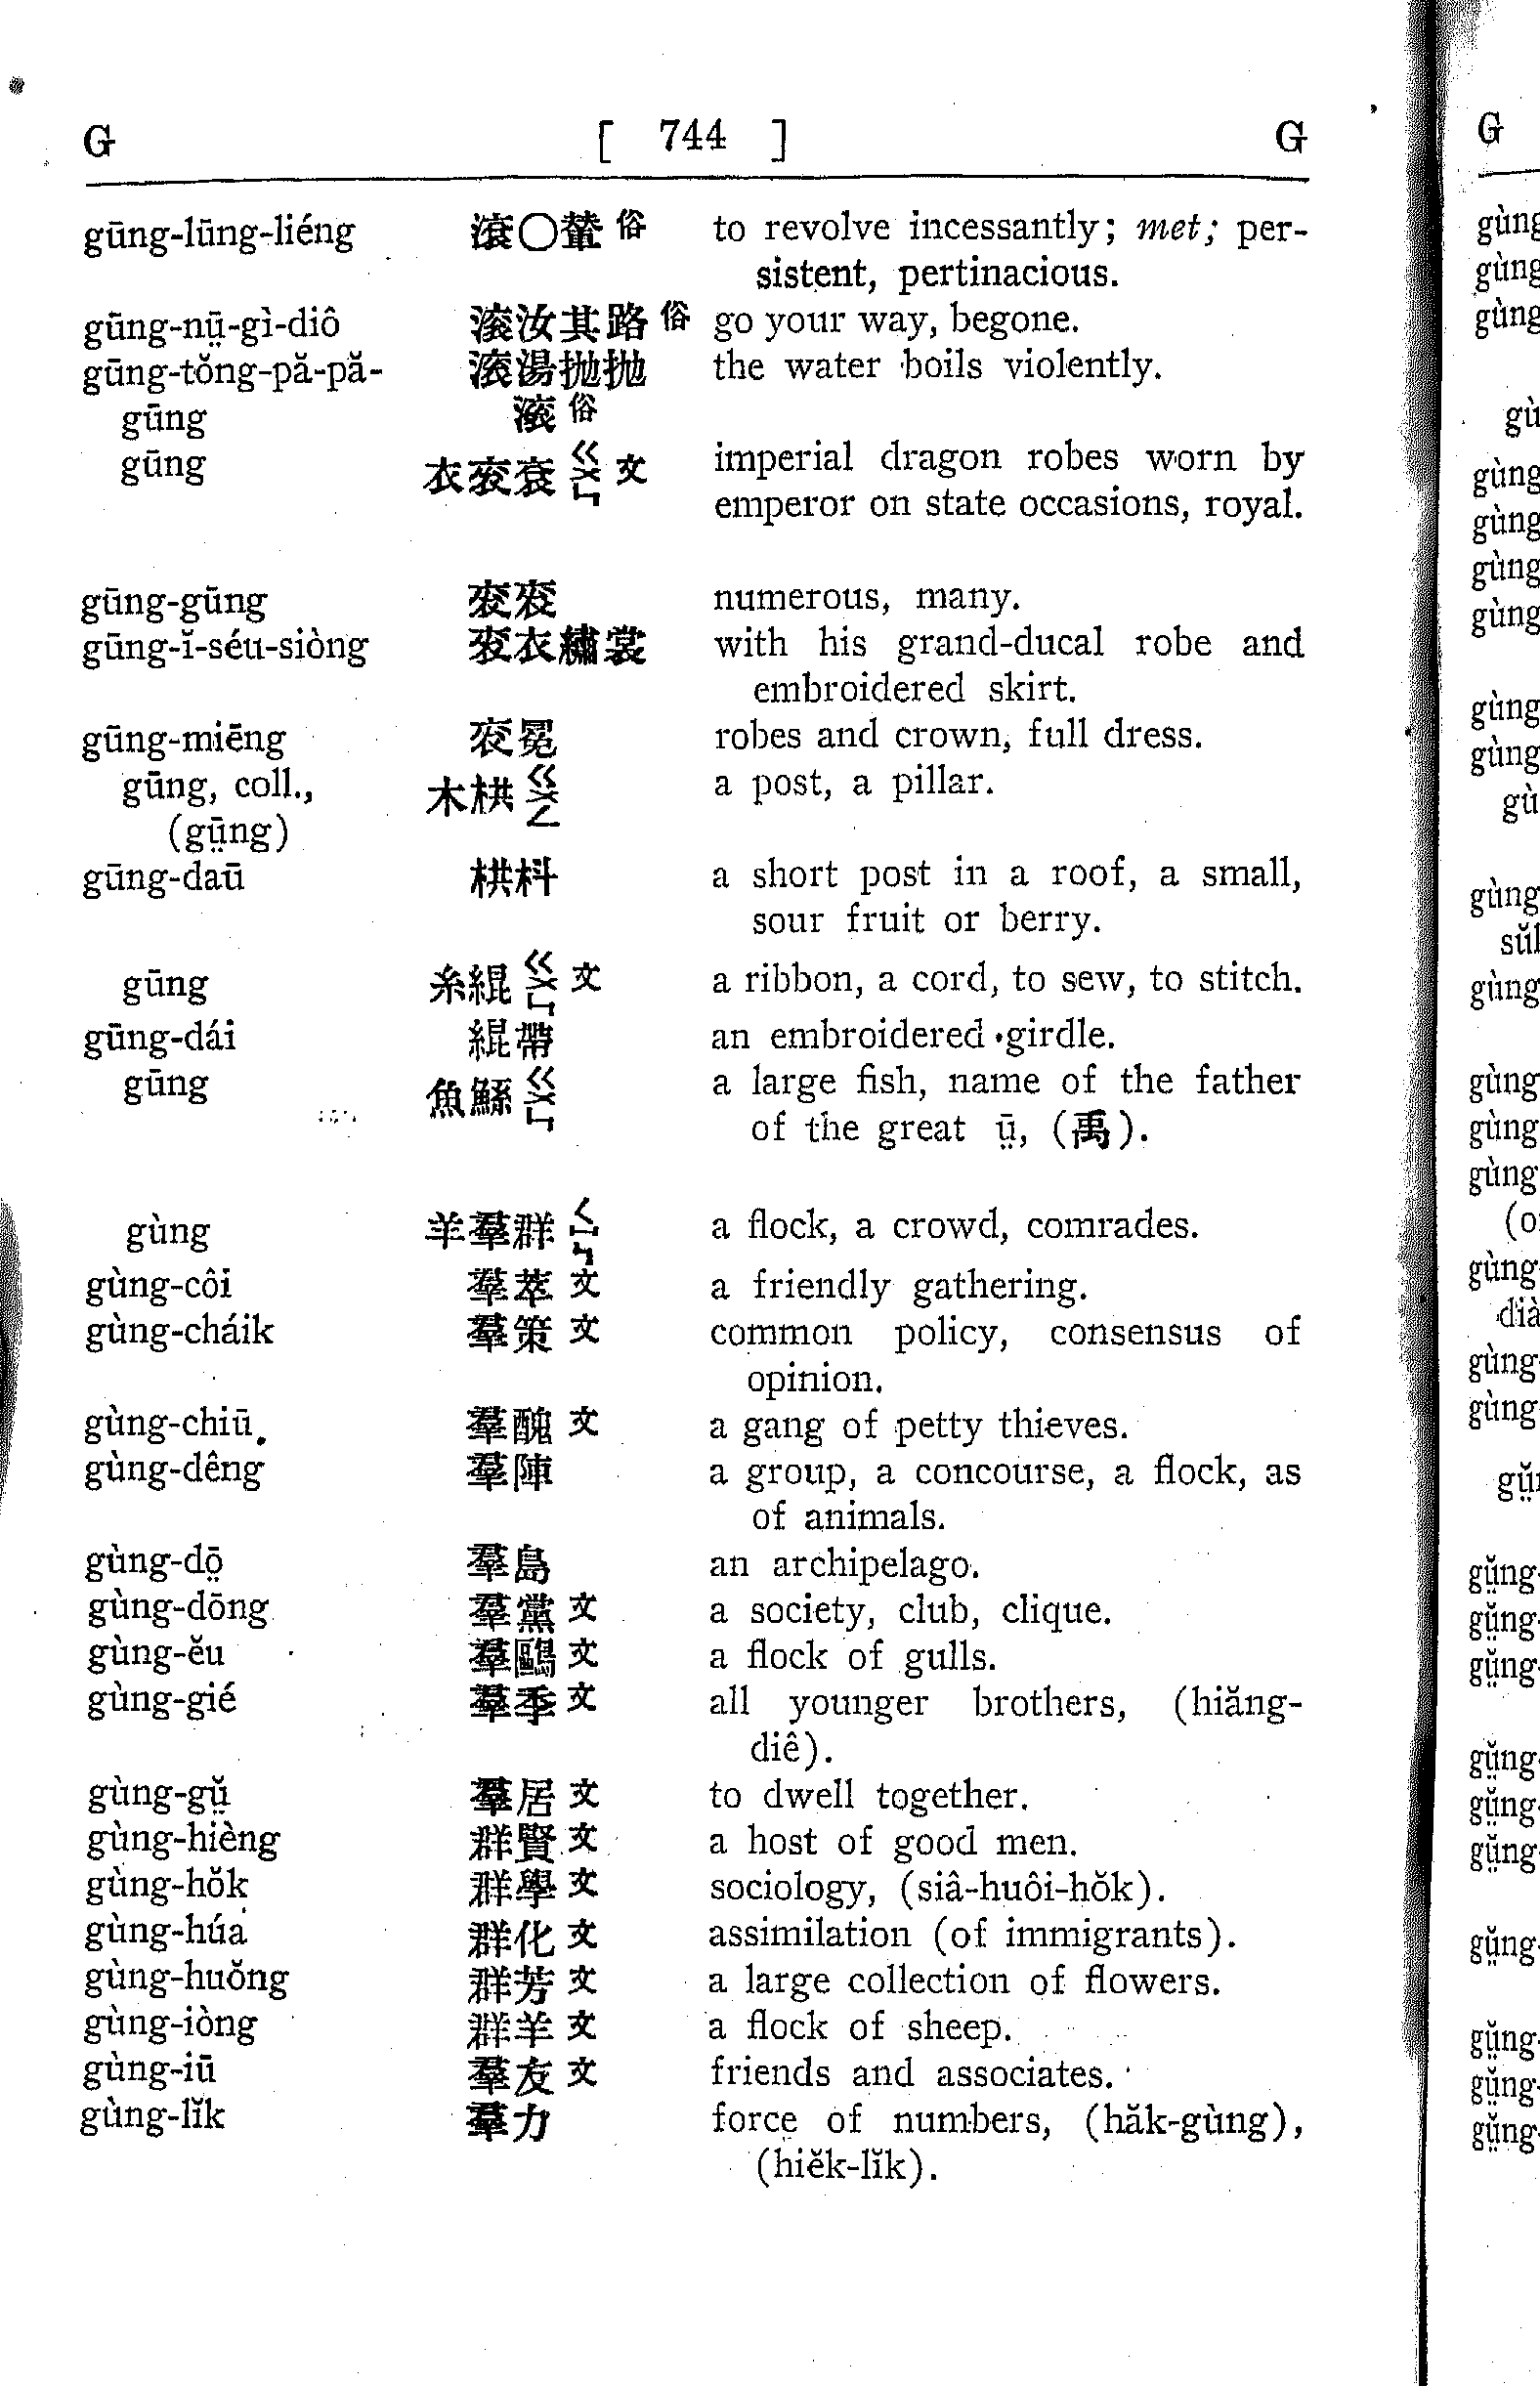 G [ 744 ] G
gūng-lūng-liéng 滾〇輦 俗 to revolve incessantly; met; per-
sistent, pertinacious.
gūng-nṳ̄-gì-diô 滚汝其路 俗 go your way, begone.
gūng-tŏng-pă-pă- 滚湯抛抛 the water boils violently.
gūng 滚 俗
gūng 衣衮袞 ㄍㄨㄣ 文 imperial dragon robes worn by
emperor on state occasions, royal.
gūng-gūng 衮衮 numerous, many.
gūng-ĭ-séu-siòng 衮衣繡裳 with his grand-ducal robe and
embroidered skirt.
gūng-miēng 衮冕 robes and crown, full dress.
gūng, coll., 木栱 ㄍㄨㄥ a post, a pillar.
(gṳ̄ng)
gūng-daū 栱枓 a short post in a roof, a small,
sour fruit or berry.
gūng 糸緄 ㄍㄨㄣ 文 a ribbon, a cord, to sew, to stitch.
gūng-dái 緄帶 an embroidered girdle.
gūng 魚鯀 ㄍㄨㄣ a large fish, name of the father
of the great ṳ̄, (禹).
gùng 羊羣群 ㄑㄩㄣ a flock, a crowd, comrades.
gùng-côi 羣萃 文 a friendly gathering.
gùng-cháik 羣策 文 common policy, consensus of
opinion.
gùng-chiū 羣醜 文 a gang of petty thieves.
gùng-dêng 羣陣 a group, a concourse, a flock, as
of animals.
gùng-dō̤ 羣島 an archipelago.
gùng-dōng 羣黨 文 a society, club, clique.
gùng-ĕu 羣鷗 文 a flock of gulls.
gùng-gié 羣季 文 all younger brothers, (hiăng-
diê).
gùng-gṳ̆ 羣居 文 to dwell together.
gùng-hièng 群賢 文 a host of good men.
gùng-hŏk 群學 文 sociology, (siâ-huôi-hŏk).
gùng-húa 群化 文 assimilation (of immigrants).
gùng-huŏng 群芳 文 a large collection of flowers.
gùng-iòng 群羊 文 a flock of sheep.
gùng-iū 羣友 文 friends and associates.
gùng-lĭk 羣力 force of numbers, (hăk-gùng),
(hiĕk-lĭk).
G